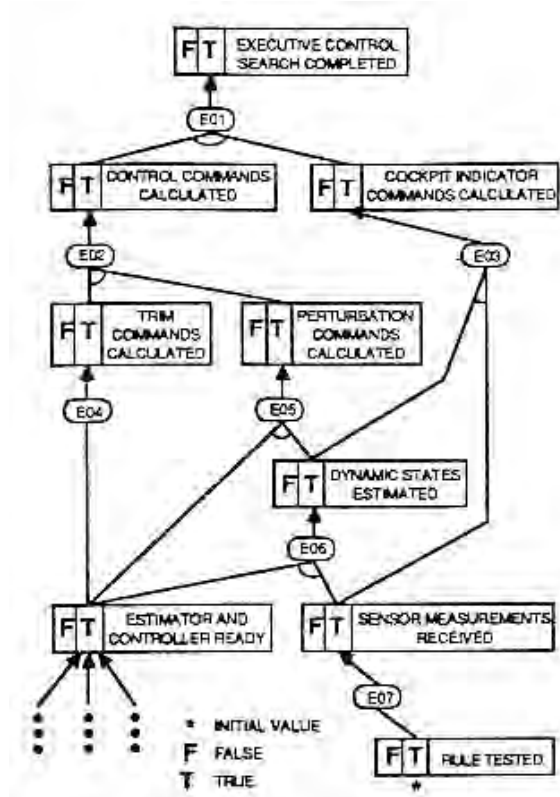 F T EXECUTIVE CONTROL
SEARCH COMPLETED
E01
F T CONTROL COMMANDS
CALCULATED
F T COCKPIT INDICATOR
COMMANDS CALCULATED
E02
E03
F T TRIM
COMMANDS
CALCULATED
F T PERTURBATION
COMMANDS
CALCULATED
E04
E05
F T DYNAMIC STATES
ESTIMATED
E06
F T ESTIMATOR AND
CONTROLLER READY
F T SENSOR MEASUREMENTS
RECEIVED
E07
* INITIAL VALUE
F FALSE
T TRUE
F T RULE TESTED
*